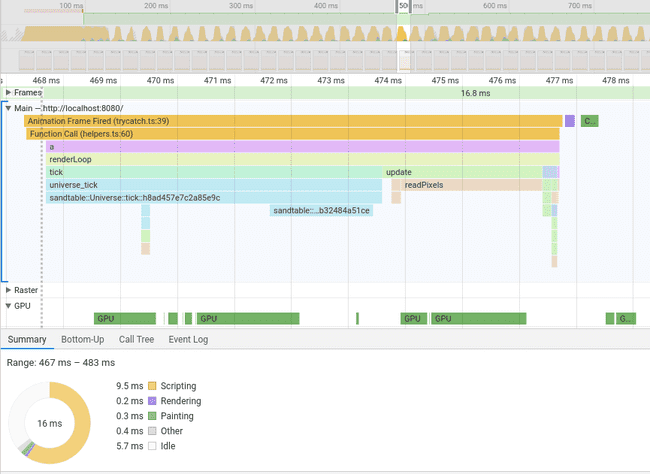 100 ms 200 ms 300 ms 400 ms 50 ms 600 ms 700 ms
468 ms 469 ms 470 ms 471 ms 472 ms 473 ms 474 ms 475 ms 476 ms 477 ms 478 ms
Frames 16.8 ms
Main — http://localhost:8080/
Animation Frame Fired (trycatch.ts:39) C...
Function Call (helpers.ts:60)
a
renderLoop
tick update
universe_tick readPixels
sandtable::Universe::tick::h8ad457e7c2a85e9c
sandtable::...b32484a51ce
Raster
GPU
GPU GPU GPU GPU G...
Summary Bottom-Up Call Tree Event Log
Range: 467 ms – 483 ms
9.5 ms Scripting
0.2 ms Rendering
16 ms 0.3 ms Painting
0.4 ms Other
5.7 ms Idle